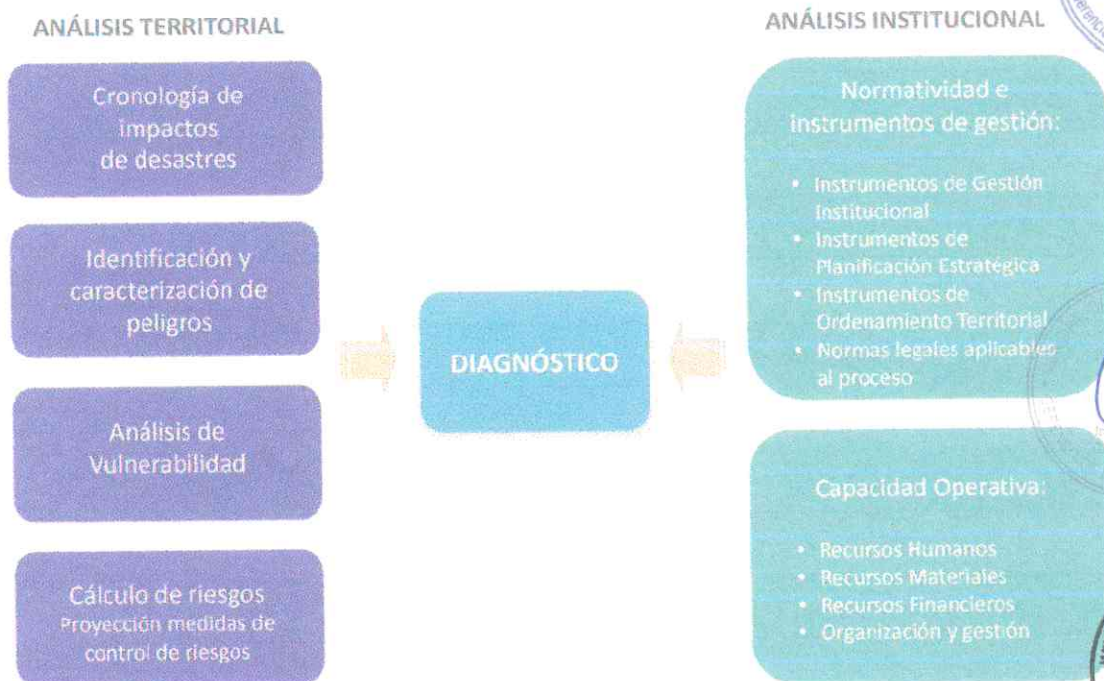 ANÁLISIS TERRITORIAL
Cronología de
impactos
de desastres
Identificación y
caracterización de
peligros
Análisis de
Vulnerabilidad
Cálculo de riesgos
Proyección medidas de
control de riesgos
DIAGNÓSTICO
ANÁLISIS INSTITUCIONAL
Normatividad e
instrumentos de gestión:
• Instrumentos de Gestión
Institucional
• Instrumentos de
Planificación Estratégica
• Instrumentos de
Ordenamiento Territorial
• Normas legales aplicables
al proceso
Capacidad Operativa:
• Recursos Humanos
• Recursos Materiales
• Recursos Financieros
• Organización y gestión